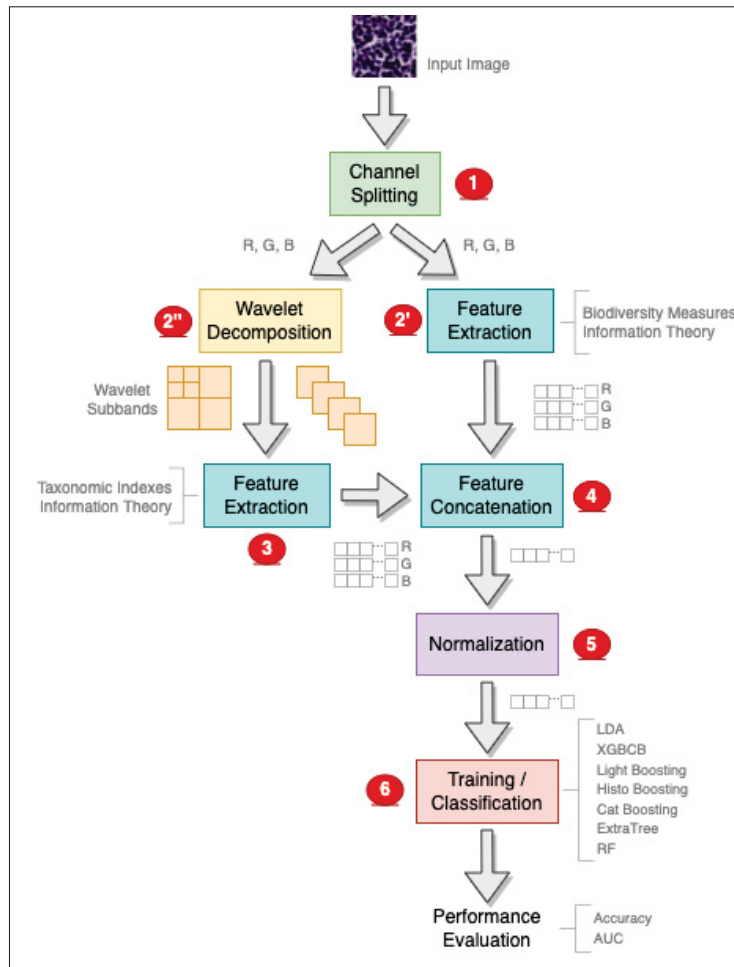 Input Image
Channel
Splitting
1
R, G, B
R, G, B
2"
Wavelet
Decomposition
2'
Feature
Extraction
Biodiversity Measures
Information Theory
Wavelet
Subbands
R
G
B
Taxonomic Indexes
Information Theory
Feature
Extraction
3
Feature
Concatenation
4
R
G
B
Normalization
5
6
Training /
Classification
LDA
XGBCB
Light Boosting
Histo Boosting
Cat Boosting
ExtraTree
RF
Performance
Evaluation
Accuracy
AUC